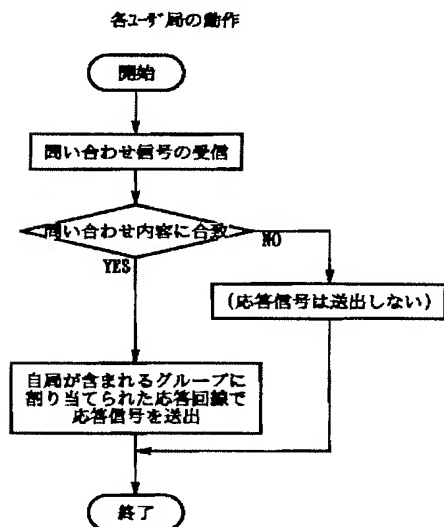 各ユーザ局の動作
開始
問い合わせ信号の受信
問い合わせ内容に合致
NO
YES
(応答信号は送出しない)
自局が含まれるグループに
割り当てられた応答回線で
応答信号を送出
終了